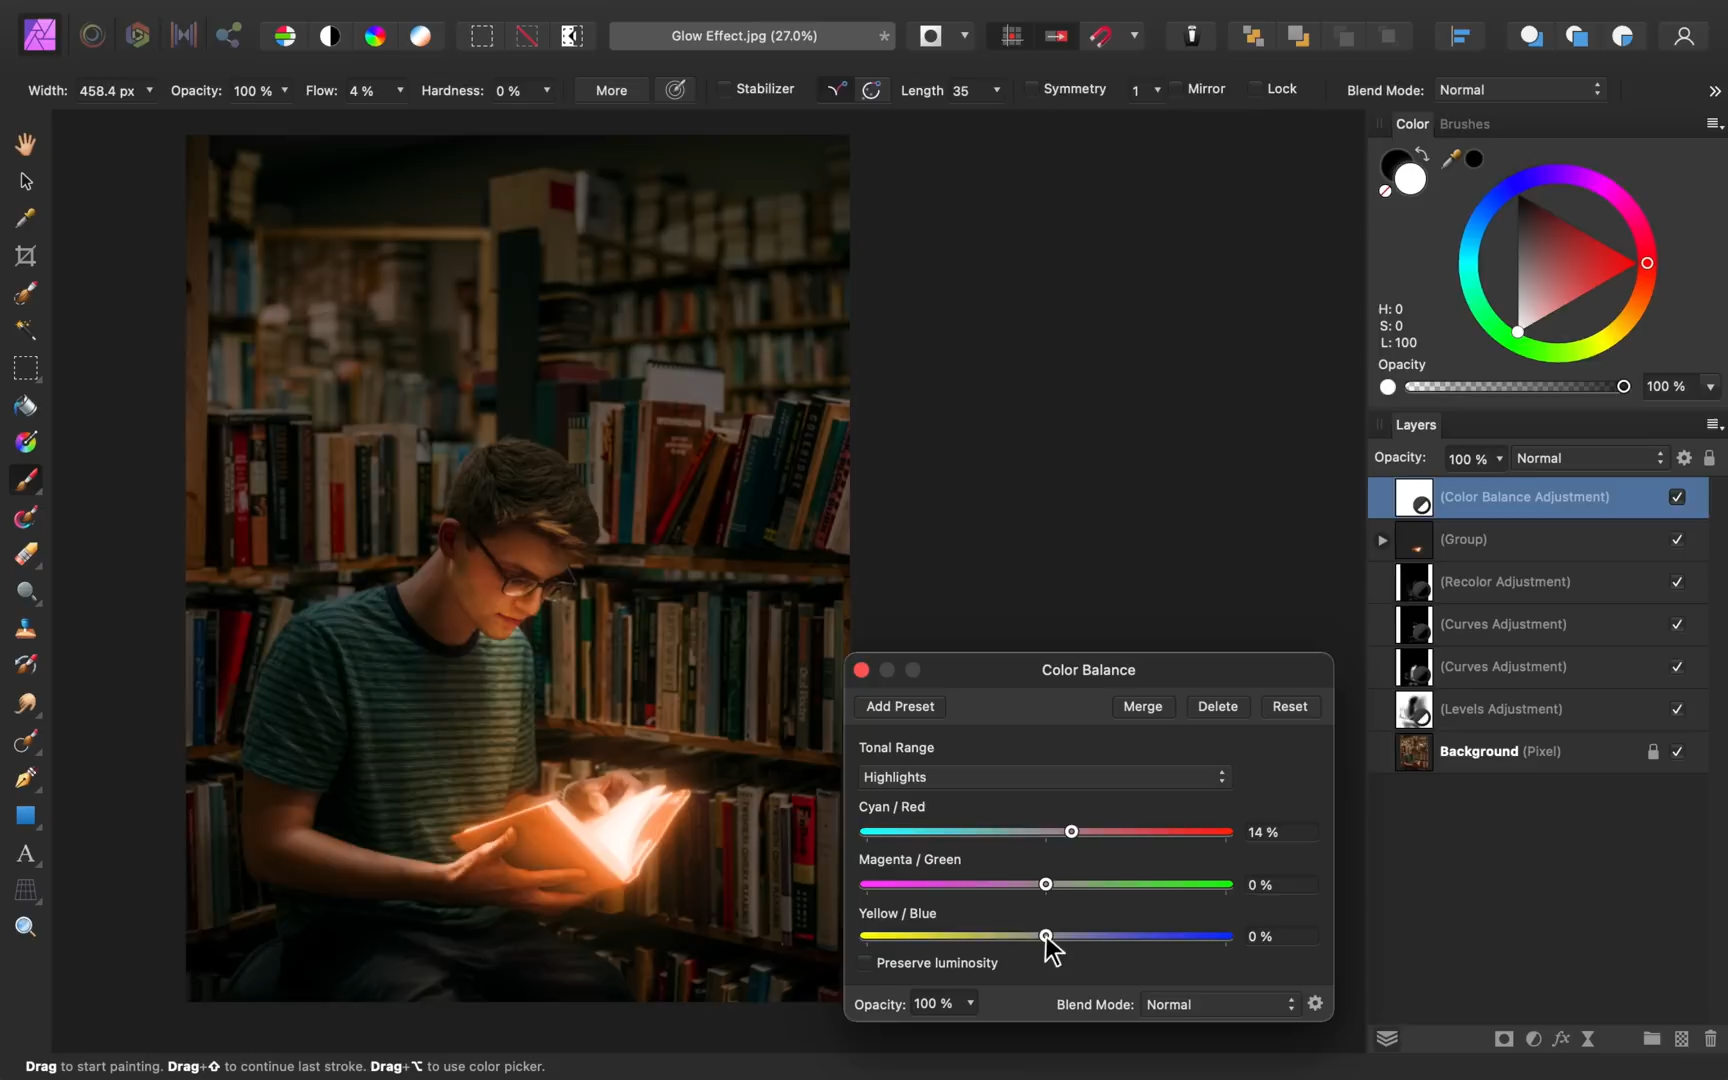 Glow Effect.jpg (27.0%)
*
Width: 458.4 px Opacity: 100 % Flow: 4 % Hardness: 0 % More Stabilizer Length 35 Symmetry 1 Mirror Lock Blend Mode: Normal
Color Brushes
H: 0
S: 0
L: 100
Opacity
100 %
Layers
Opacity: 100 % Normal
(Color Balance Adjustment)
(Group)
(Recolor Adjustment)
(Curves Adjustment)
(Curves Adjustment)
(Levels Adjustment)
Background (Pixel)
Color Balance
Add Preset Merge Delete Reset
Tonal Range
Highlights
Cyan / Red
14 %
Magenta / Green
0 %
Yellow / Blue
0 %
Preserve luminosity
Opacity: 100 % Blend Mode: Normal
Drag to start painting. Drag+⇧ to continue last stroke. Drag+⌥ to use color picker.